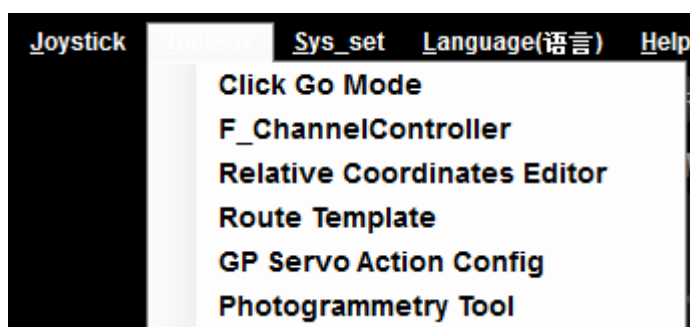 Joystick ToolBox Sys_set Language(语言) Help
Click Go Mode
F_ChannelController
Relative Coordinates Editor
Route Template
GP Servo Action Config
Photogrammetry Tool